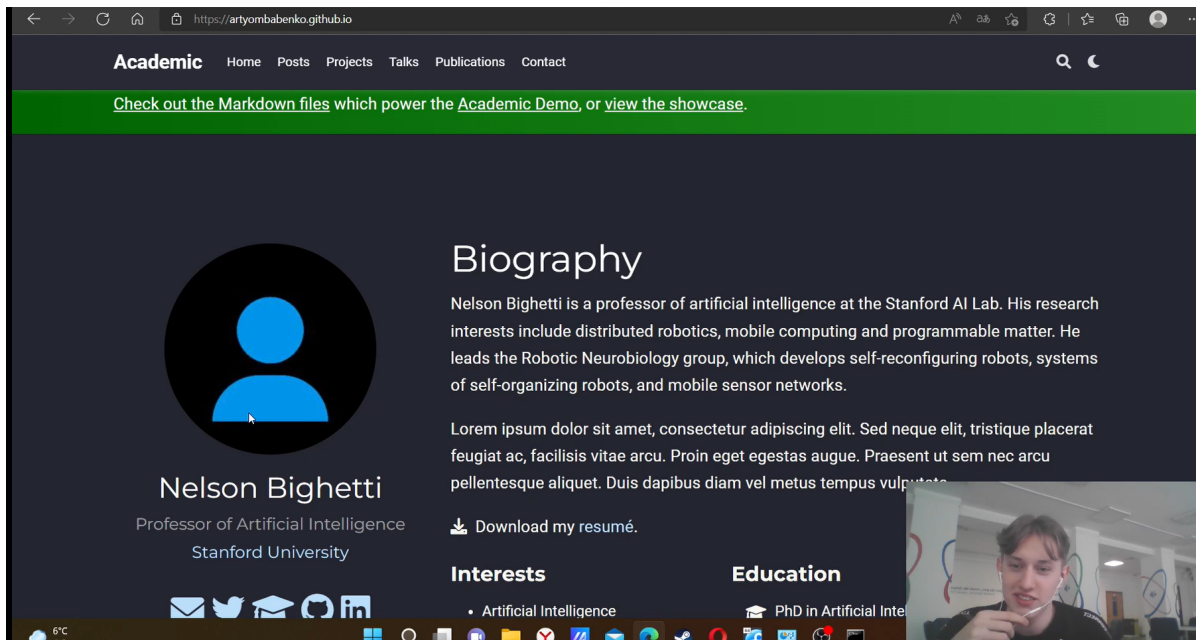 https://artyombabenko.github.io
Academic Home Posts Projects Talks Publications Contact
Check out the Markdown files which power the Academic Demo, or view the showcase.
Biography
Nelson Bighetti is a professor of artificial intelligence at the Stanford AI Lab. His research
interests include distributed robotics, mobile computing and programmable matter. He
leads the Robotic Neurobiology group, which develops self-reconfiguring robots, systems
of self-organizing robots, and mobile sensor networks.
Lorem ipsum dolor sit amet, consectetur adipiscing elit. Sed neque elit, tristique placerat
feugiat ac, facilisis vitae arcu. Proin eget egestas augue. Praesent ut sem nec arcu
pellentesque aliquet. Duis dapibus diam vel metus tempus
Nelson Bighetti
Professor of Artificial Intelligence
Stanford University
Download my resumé.
Interests
Artificial Intelligence
Education
PhD in Artificial
6°C